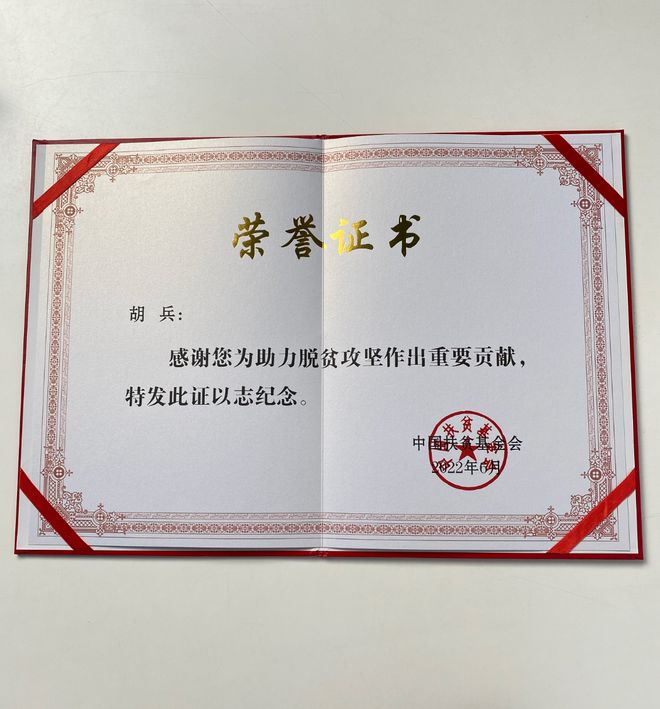 荣誉证书
胡 兵：
感谢您为助力脱贫攻坚作出重要贡献，
特发此证以志纪念。
中国扶贫基金会
2022年6月